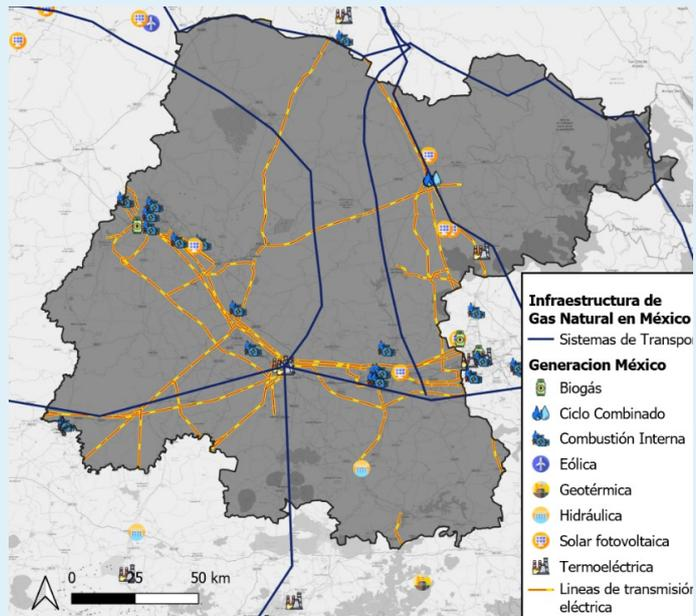 Infraestructura de
Gas Natural en México
Sistemas de Transpo
Generacion México
Biogás
Ciclo Combinado
Combustión Interna
Eólica
Geotérmica
Hidráulica
Solar fotovoltaica
Termoeléctrica
Lineas de transmisión
eléctrica
0 25 50 km